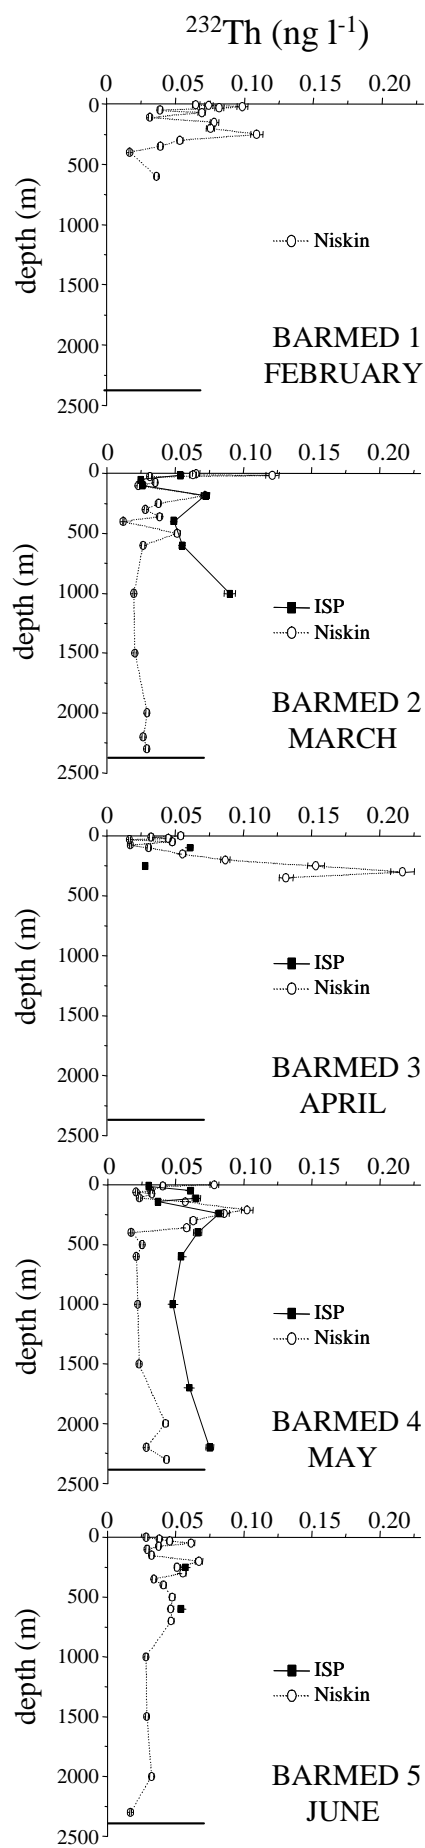 ²³²Th (ng l⁻¹)
0 0.05 0.10 0.15 0.20
0
500
1000
1500
2000
2500
depth (m)
Niskin
BARMED 1
FEBRUARY
0 0.05 0.10 0.15 0.20
0
500
1000
1500
2000
2500
depth (m)
ISP
Niskin
BARMED 2
MARCH
0 0.05 0.10 0.15 0.20
0
500
1000
1500
2000
2500
depth (m)
ISP
Niskin
BARMED 3
APRIL
0 0.05 0.10 0.15 0.20
0
500
1000
1500
2000
2500
depth (m)
ISP
Niskin
BARMED 4
MAY
0 0.05 0.10 0.15 0.20
0
500
1000
1500
2000
2500
depth (m)
ISP
Niskin
BARMED 5
JUNE